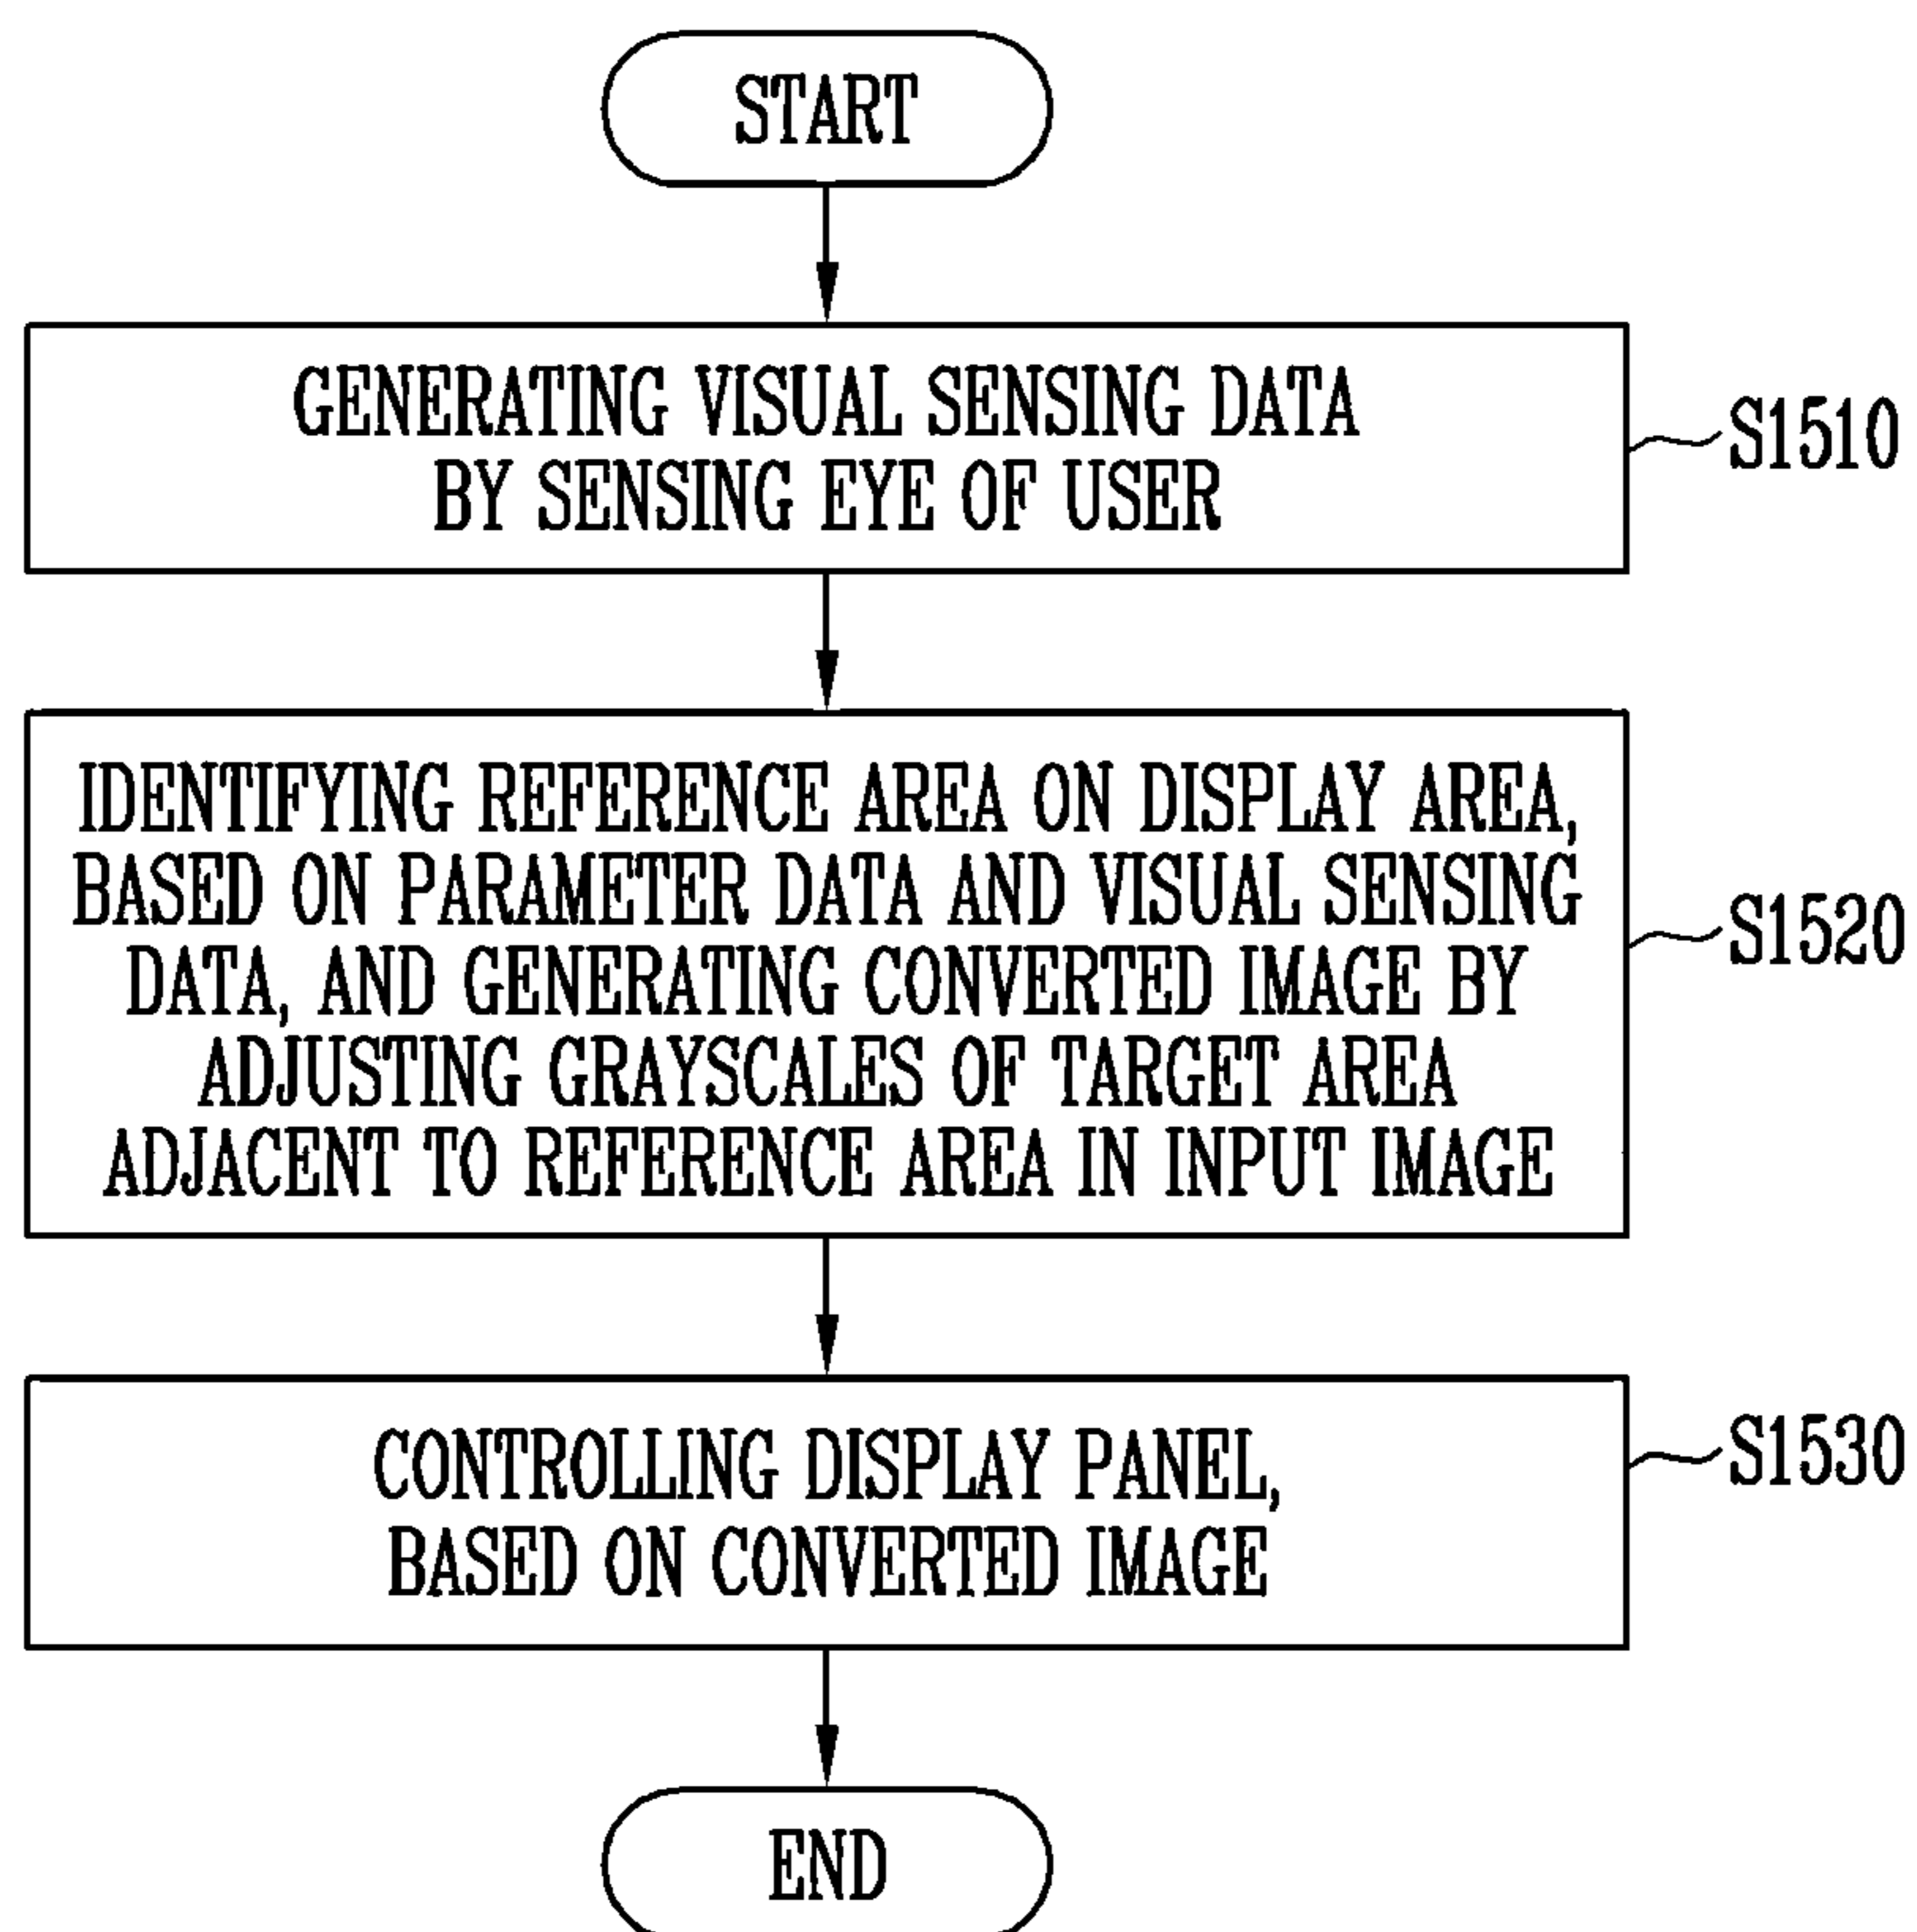 START
GENERATING VISUAL SENSING DATA
BY SENSING EYE OF USER
S1510
IDENTIFYING REFERENCE AREA ON DISPLAY AREA,
BASED ON PARAMETER DATA AND VISUAL SENSING
DATA, AND GENERATING CONVERTED IMAGE BY
ADJUSTING GRAYSCALES OF TARGET AREA
ADJACENT TO REFERENCE AREA IN INPUT IMAGE
S1520
CONTROLLING DISPLAY PANEL,
BASED ON CONVERTED IMAGE
S1530
END